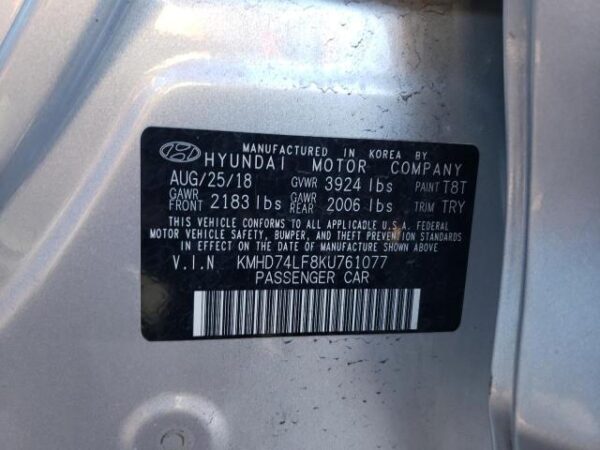 MANUFACTURED IN KOREA BY
HYUNDAI MOTOR COMPANY
AUG/25/18 GVWR 3924 lbs PAINT T8T
GAWR FRONT 2183 lbs GAWR REAR 2006 lbs TRIM TRY
THIS VEHICLE CONFORMS TO ALL APPLICABLE U.S.A. FEDERAL
MOTOR VEHICLE SAFETY, BUMPER, AND THEFT PREVENTION STANDARDS
IN EFFECT ON THE DATE OF MANUFACTURE SHOWN ABOVE
V.I.N KMHD74LF8KU761077
PASSENGER CAR